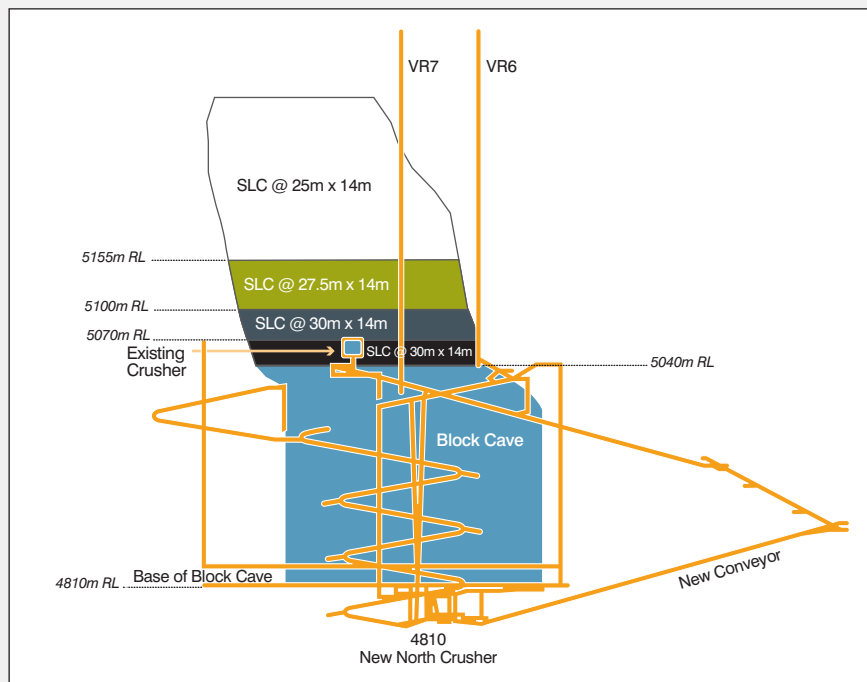 VR7
VR6
SLC @ 25m x 14m
5155m RL
SLC @ 27.5m x 14m
5100m RL
SLC @ 30m x 14m
5070m RL
Existing
Crusher
SLC @ 30m x 14m
5040m RL
Block Cave
New Conveyor
Base of Block Cave
4810m RL
4810
New North Crusher